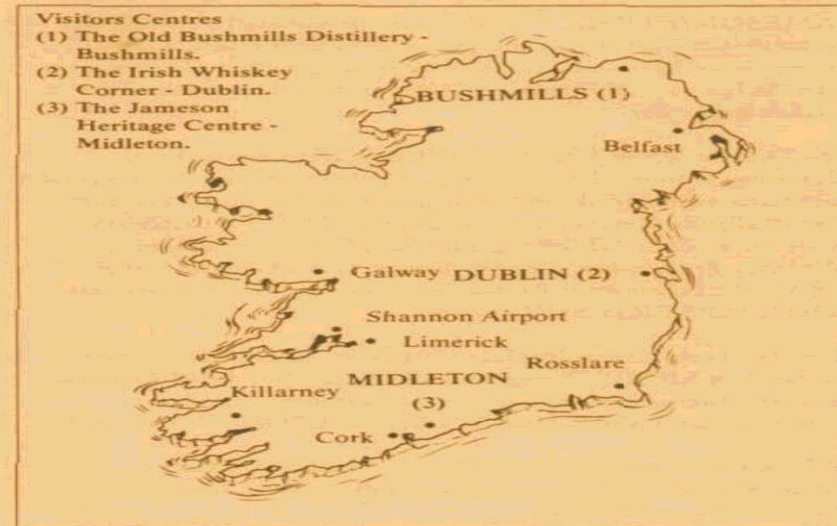 Visitors Centres
(1) The Old Bushmills Distillery -
Bushmills.
(2) The Irish Whiskey
Corner - Dublin.
(3) The Jameson
Heritage Centre -
Midleton.
BUSHMILLS (1)
Belfast
Galway DUBLIN (2)
Shannon Airport
Limerick
Rosslare
MIDLETON
Killarney
(3)
Cork